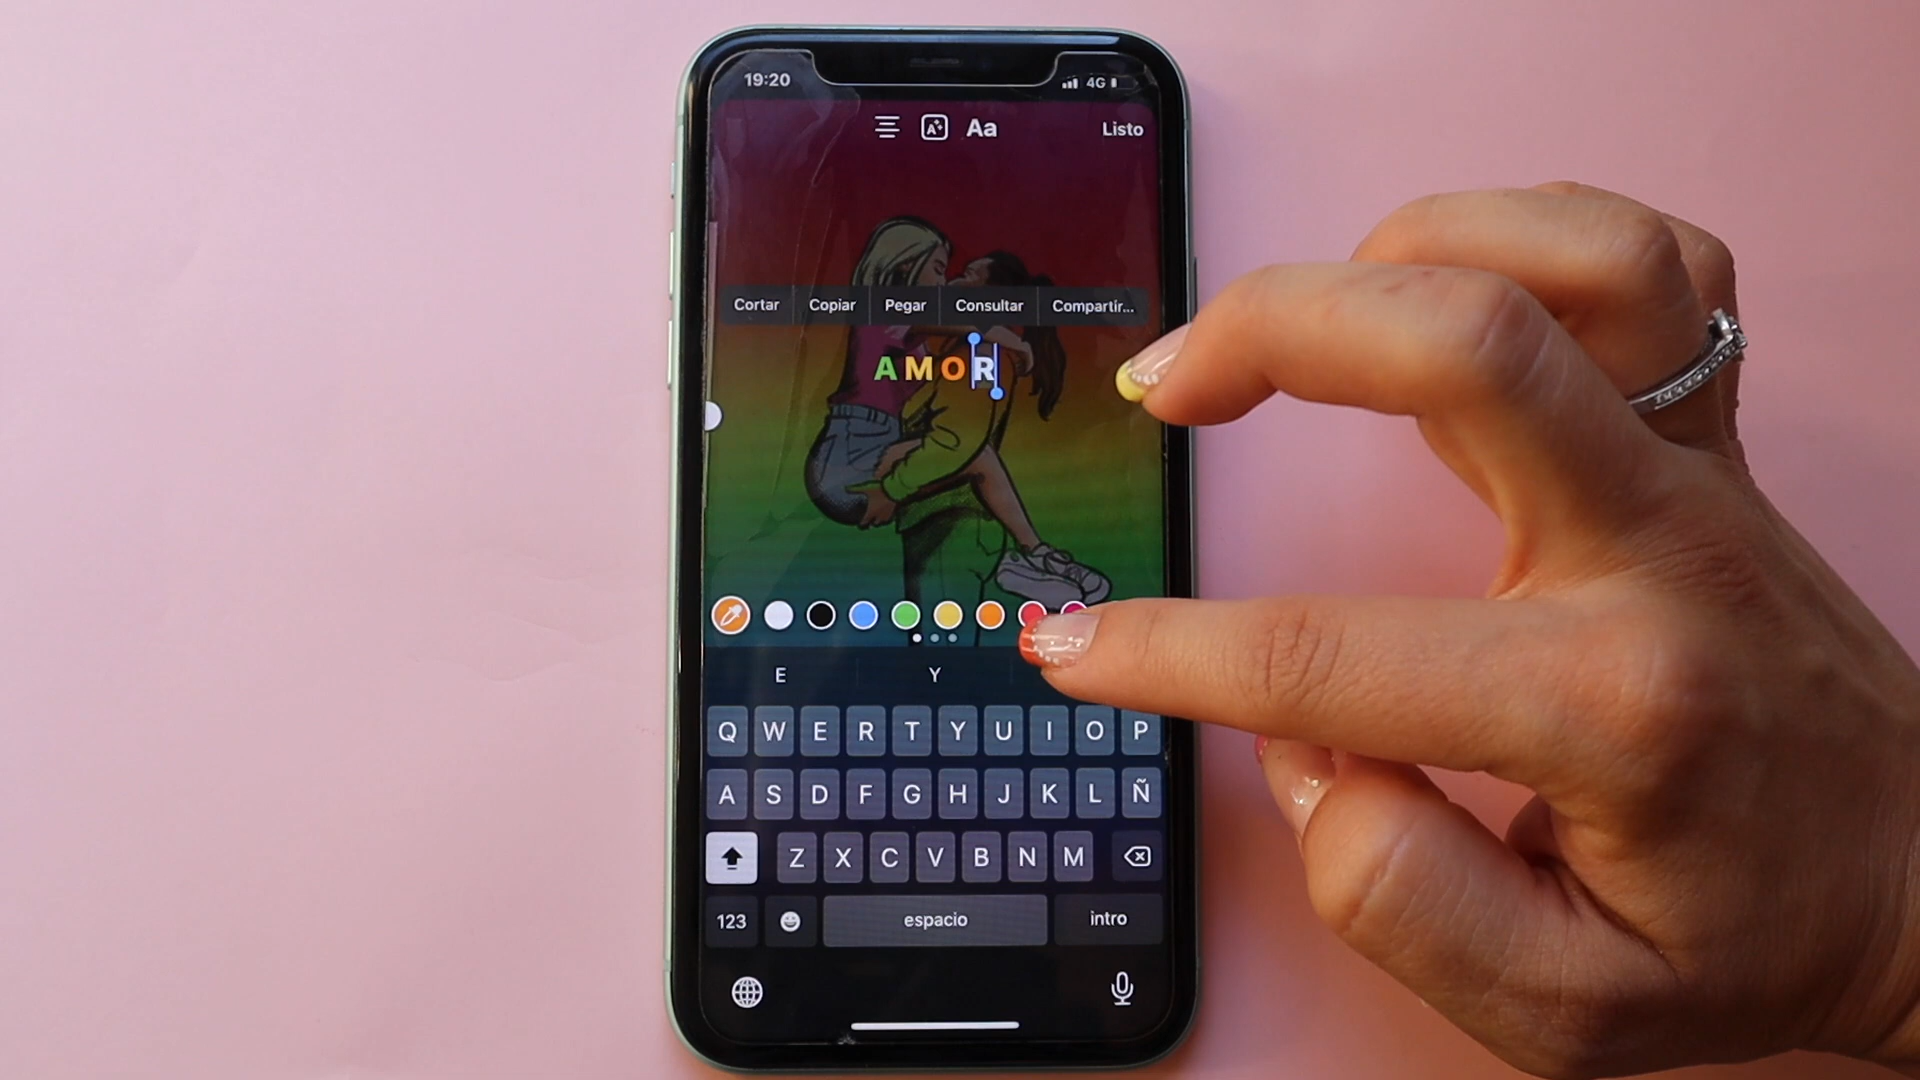 19:20 4G
Aa Listo
Cortar Copiar Pegar Consultar Compartir...
AMOR
E Y
Q W E R T Y U I O P
A S D F G H J K L Ñ
Z X C V B N M
123 espacio intro